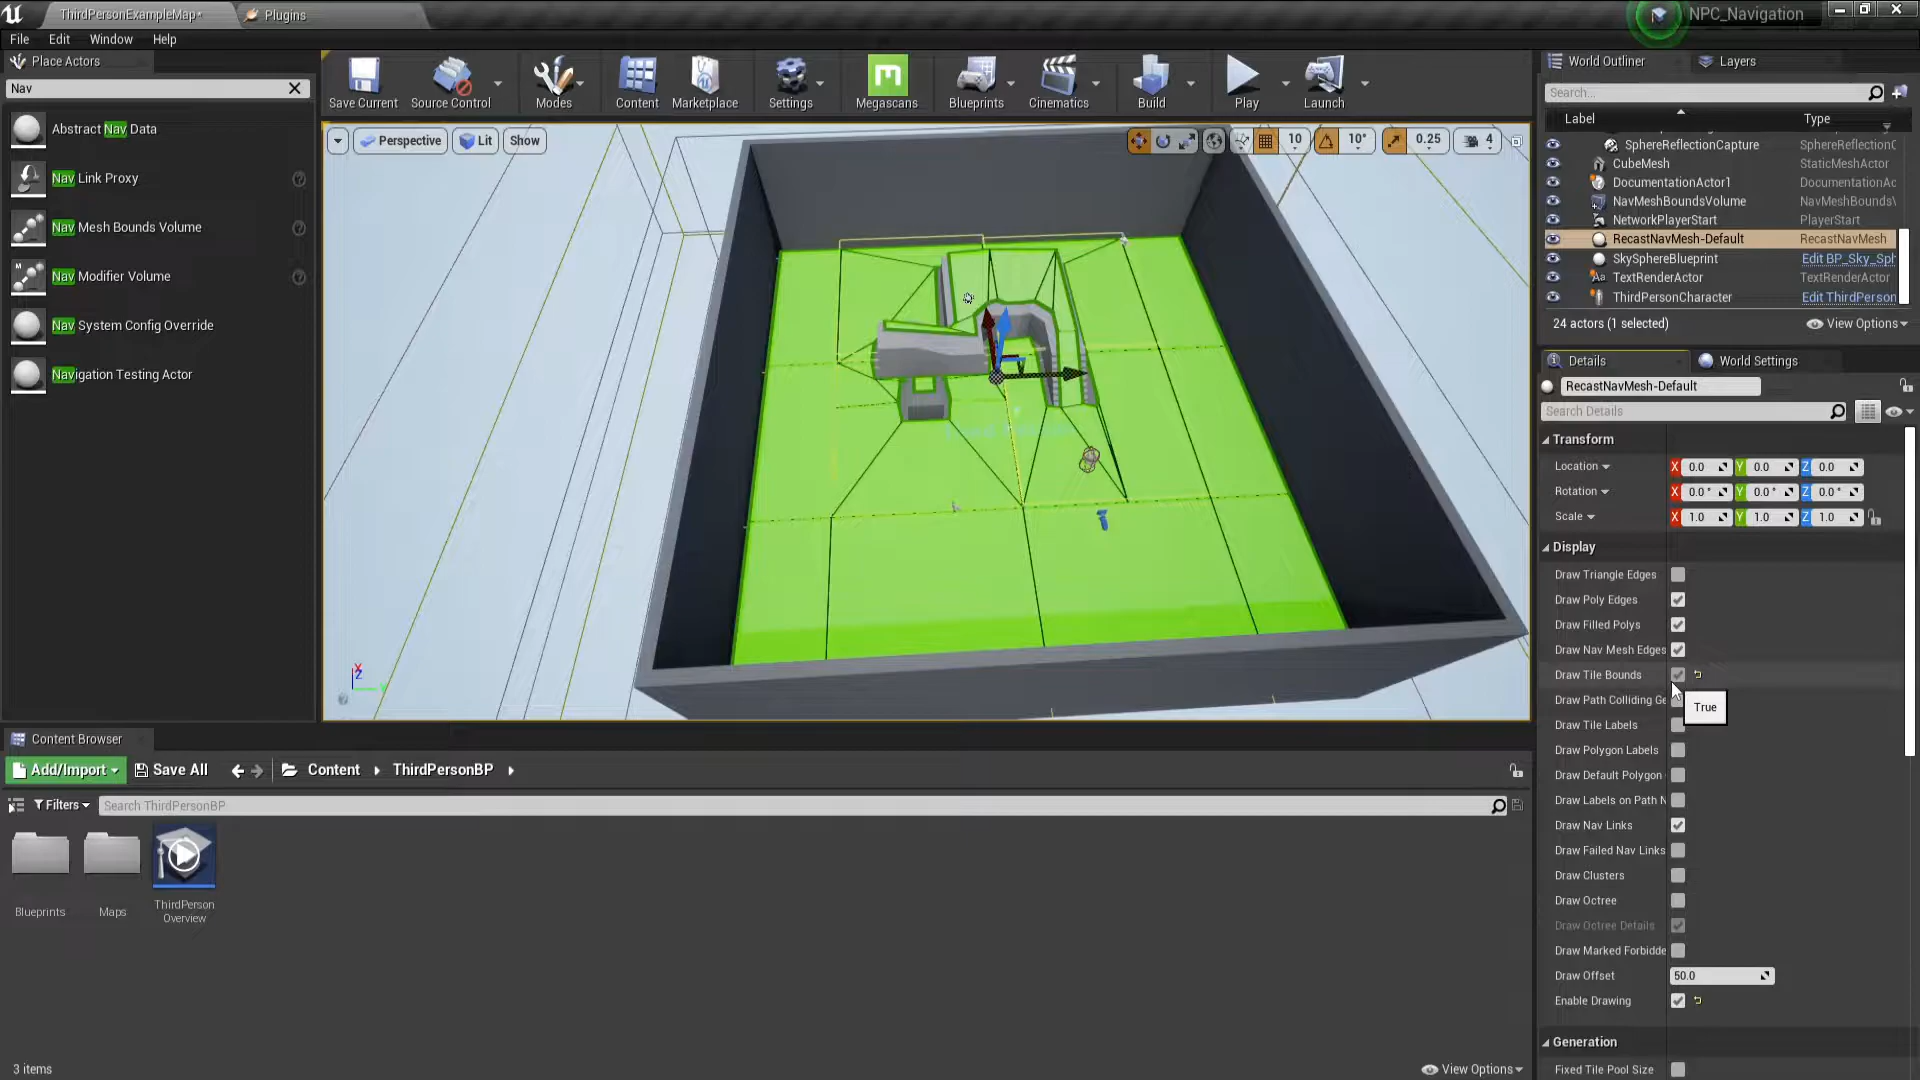 ThirdPersonExampleMap*
Plugins
NPC_Navigation
File Edit Window Help
Place Actors
Nav
Abstract Nav Data
Nav Link Proxy
Nav Mesh Bounds Volume
Nav Modifier Volume
Nav System Config Override
Navigation Testing Actor
Save Current
Source Control
Modes
Content
Marketplace
Settings
Megascans
Blueprints
Cinematics
Build
Play
Launch
Perspective
Lit
Show
10
10°
0.25
4
World Outliner
Layers
Search...
Label Type
SphereReflectionCapture SphereReflectionC
CubeMesh StaticMeshActor
DocumentationActor1 DocumentationAc
NavMeshBoundsVolume NavMeshBoundsV
NetworkPlayerStart PlayerStart
RecastNavMesh-Default RecastNavMesh
SkySphereBlueprint Edit BP_Sky_Sph
TextRenderActor TextRenderActor
ThirdPersonCharacter Edit ThirdPerson
24 actors (1 selected)
View Options
Details
World Settings
RecastNavMesh-Default
Search Details
Transform
Location X 0.0 Y 0.0 Z 0.0
Rotation X 0.0° Y 0.0° Z 0.0°
Scale X 1.0 Y 1.0 Z 1.0
Display
Draw Triangle Edges
Draw Poly Edges
Draw Filled Polys
Draw Nav Mesh Edges
Draw Tile Bounds
Draw Path Colliding Ge
True
Draw Tile Labels
Draw Polygon Labels
Draw Default Polygon
Draw Labels on Path N
Draw Nav Links
Draw Failed Nav Links
Draw Clusters
Draw Octree
Draw Octree Details
Draw Marked Forbidde
Draw Offset 50.0
Enable Drawing
Generation
Fixed Tile Pool Size
X
Z
Y
Content Browser
Add/Import
Save All
Content
ThirdPersonBP
Filters
Search ThirdPersonBP
Blueprints
Maps
ThirdPerson
Overview
3 items
View Options